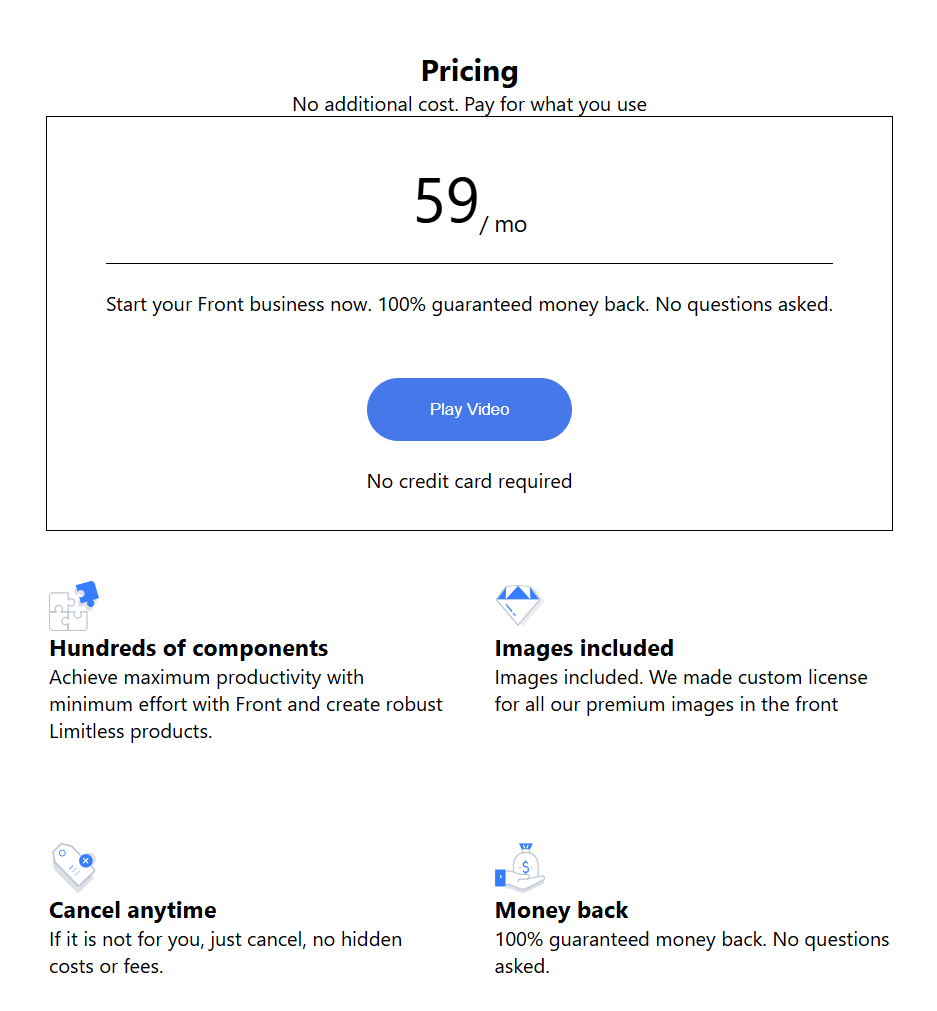 Pricing
No additional cost. Pay for what you use
59/ mo
Start your Front business now. 100% guaranteed money back. No questions asked.
Play Video
No credit card required
Hundreds of components
Achieve maximum productivity with
minimum effort with Front and create robust
Limitless products.
Images included
Images included. We made custom license
for all our premium images in the front
Cancel anytime
If it is not for you, just cancel, no hidden
costs or fees.
$
Money back
100% guaranteed money back. No questions
asked.